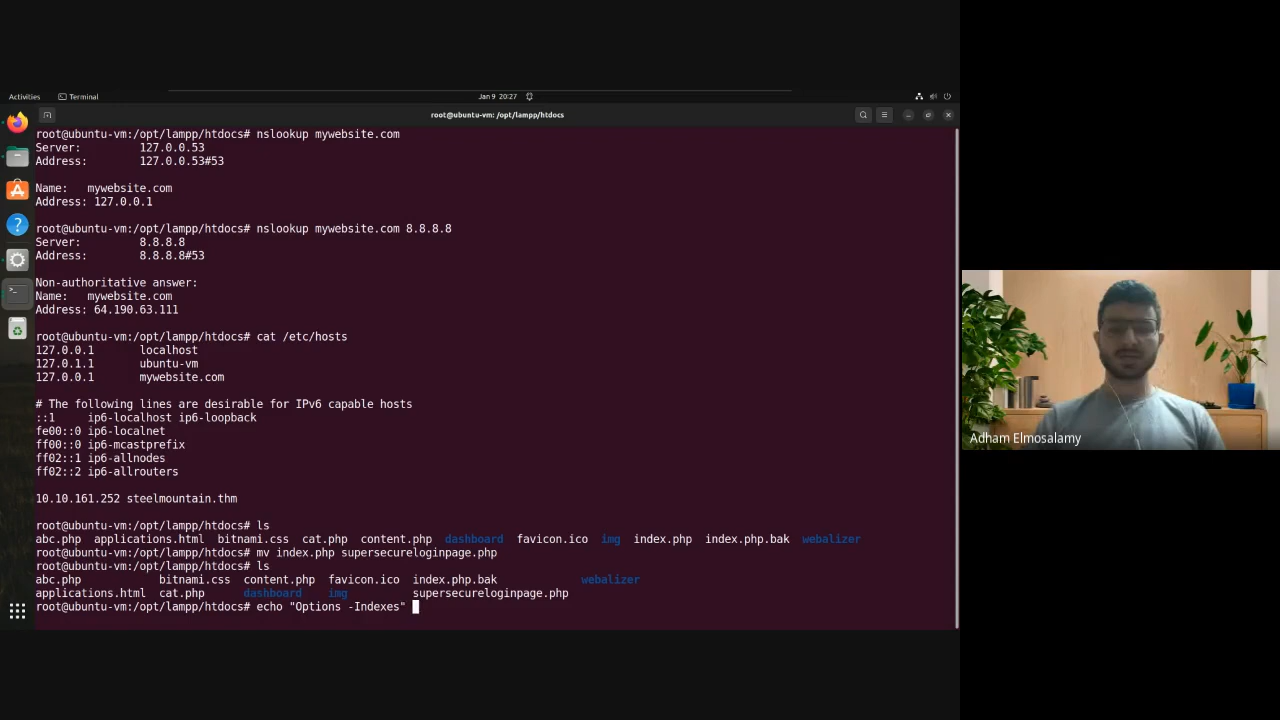 Activities Terminal Jan 9 20:27
root@ubuntu-vm: /opt/lampp/htdocs
root@ubuntu-vm:/opt/lampp/htdocs# nslookup mywebsite.com
Server: 127.0.0.53
Address: 127.0.0.53#53
Name: mywebsite.com
Address: 127.0.0.1
root@ubuntu-vm:/opt/lampp/htdocs# nslookup mywebsite.com 8.8.8.8
Server: 8.8.8.8
Address: 8.8.8.8#53
Non-authoritative answer:
Name: mywebsite.com
Address: 64.190.63.111
root@ubuntu-vm:/opt/lampp/htdocs# cat /etc/hosts
127.0.0.1 localhost
127.0.1.1 ubuntu-vm
127.0.0.1 mywebsite.com
# The following lines are desirable for IPv6 capable hosts
::1 ip6-localhost ip6-loopback
fe00::0 ip6-localnet
ff00::0 ip6-mcastprefix
ff02::1 ip6-allnodes
ff02::2 ip6-allrouters
10.10.161.252 steelmountain.thm
root@ubuntu-vm:/opt/lampp/htdocs# ls
abc.php applications.html bitnami.css cat.php content.php dashboard favicon.ico img index.php index.php.bak webalizer
root@ubuntu-vm:/opt/lampp/htdocs# mv index.php supersecureloginpage.php
root@ubuntu-vm:/opt/lampp/htdocs# ls
abc.php bitnami.css content.php favicon.ico index.php.bak webalizer
applications.html cat.php dashboard img supersecureloginpage.php
root@ubuntu-vm:/opt/lampp/htdocs# echo "Options -Indexes"
Adham Elmosalamy